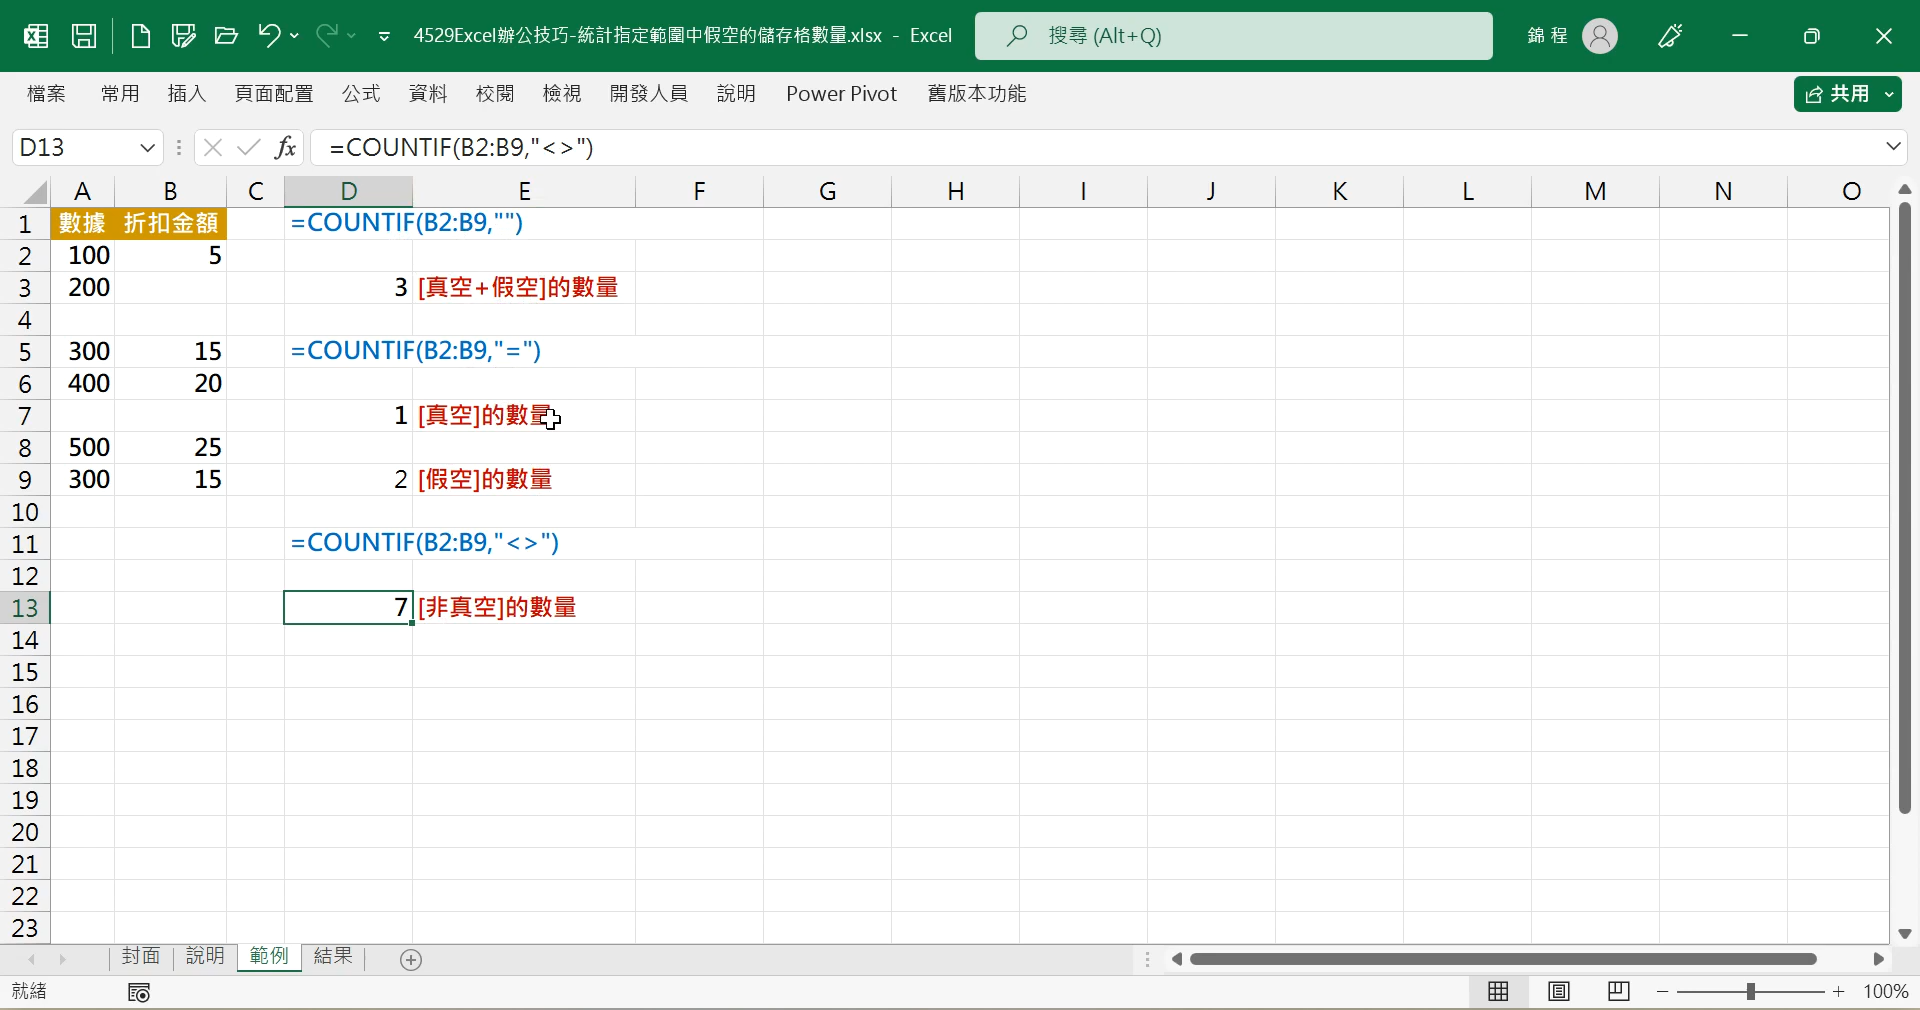 4529Excel辦公技巧-統計指定範圍中假空的儲存格數量.xlsx - Excel
搜尋 (Alt+Q)
錦 程
檔案 常用 插入 頁面配置 公式 資料 校閱 檢視 開發人員 說明 Power Pivot 舊版本功能
共用
D13
fx
=COUNTIF(B2:B9,"<>")
A B C D E F G H I J K L M N O
1 數據 折扣金額 =COUNTIF(B2:B9,"")
2 100 5
3 200 3 [真空+假空]的數量
4
5 300 15 =COUNTIF(B2:B9,"=")
6 400 20
7 1 [真空]的數量
8 500 25
9 300 15 2 [假空]的數量
10
11 =COUNTIF(B2:B9,"<>")
12
13 7 [非真空]的數量
14
15
16
17
18
19
20
21
22
23
封面 說明 範例 結果
就緒
100%